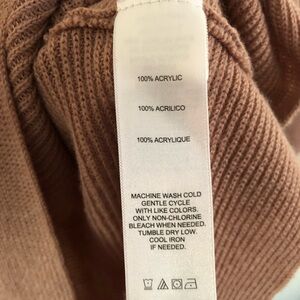 100% ACRYLIC
100% ACRILICO
100% ACRYLIQUE
MACHINE WASH COLD
GENTLE CYCLE
WITH LIKE COLORS.
ONLY NON-CHLORINE
BLEACH WHEN NEEDED.
TUMBLE DRY LOW.
COOL IRON
IF NEEDED.